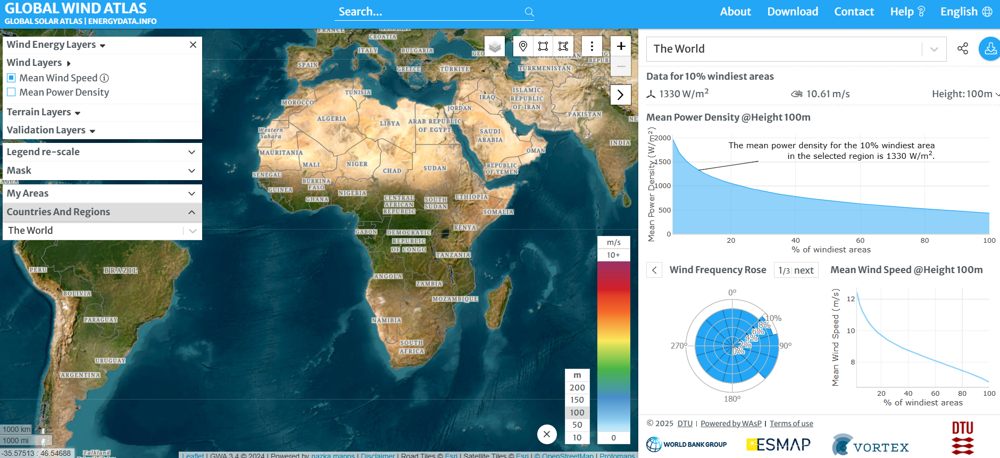 GLOBAL WIND ATLAS
GLOBAL SOLAR ATLAS | ENERGYDATA.INFO
Search...
About
Download
Contact
Help
English
Wind Energy Layers
Wind Layers
Mean Wind Speed
Mean Power Density
Terrain Layers
Validation Layers
Legend re-scale
Mask
My Areas
Countries And Regions
The World
FRANCE
CROATIA
ITALY
BULGARIA
SPAIN
GREECE
TÜRKIYE
TURKMENISTAN
TUNISIA
MOROCCO
IRAQ
ISLAMIC
REPUBLIC
OF IRAN
JORDAN
PAKISTAN
ALGERIA
LIBYA
ARAB REPUBLIC
OF EGYPT
Western
Sahara
SAUDI
ARABIA
INDIA
OMAN
MAURITANIA
MALI
NIGER
CHAD
SUDAN
REPUBLIC
OF YEMEN
SENEGAL
BURKINA
FASO
GUINEA
NIGERIA
GHANA
CENTRAL
AFRICAN
REPUBLIC
SOUTH
SUDAN
ETHIOPIA
SOMALIA
KENYA
GABON
DEMOCRATIC
REPUBLIC
OF CONGO
TANZANIA
ANGOLA
ZAMBIA
MOZAMBIQUE
NAMIBIA
SOUTH
AFRICA
PERU
BRAZIL
BOLIVIA
PARAGUAY
URUGUAY
ARGENTINA
Falkland
m/s
10+
0
m
200
150
100
50
10
1000 km
1000 mi
-35.57513 : 46.54688
Leaflet | GWA 3.4 © 2024 | Powered by nazka mapps | Disclaimer | Road Tiles © Esri | Satellite Tiles © Esri | © OpenStreetMap | Protomaps
The World
Data for 10% windiest areas
1330 W/m²
10.61 m/s
Height: 100m
Mean Power Density @Height 100m
Mean Power Density (W/m²)
2000
1500
1000
500
0
The mean power density for the 10% windiest area
in the selected region is 1330 W/m².
20 40 60 80 100
% of windiest areas
Wind Frequency Rose
1/3 next
0º
10%
8%
6%
4%
2%
0%
270º
90º
180º
Mean Wind Speed @Height 100m
Mean Wind Speed (m/s)
12
10
8
20 40 60 80 100
% of windiest areas
© 2025 DTU | Powered by WAsP | Terms of use
WORLD BANK GROUP
ESMAP
VORTEX
DTU